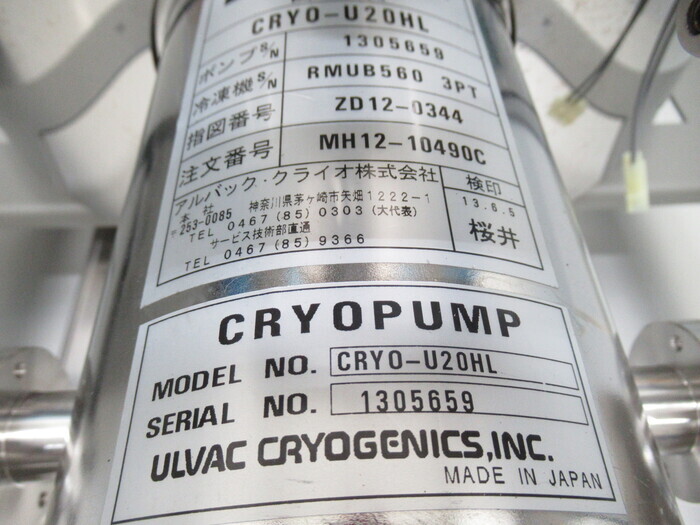 CRYO-U20HL
ポンプS/N 1305659
冷凍機S/N RMUB560 3PT
指図番号 ZD12-0344
注文番号 MH12-10490C
アルバック・クライオ株式会社
本社 神奈川県茅ヶ崎市矢畑1222-1
〒253-0085
TEL 0467(85)0303(大代表)
サービス技術部直通
TEL 0467(85)9366
検印
13.6.5
桜井
CRYOPUMP
MODEL NO. CRYO-U20HL
SERIAL NO. 1305659
ULVAC CRYOGENICS,INC.
MADE IN JAPAN